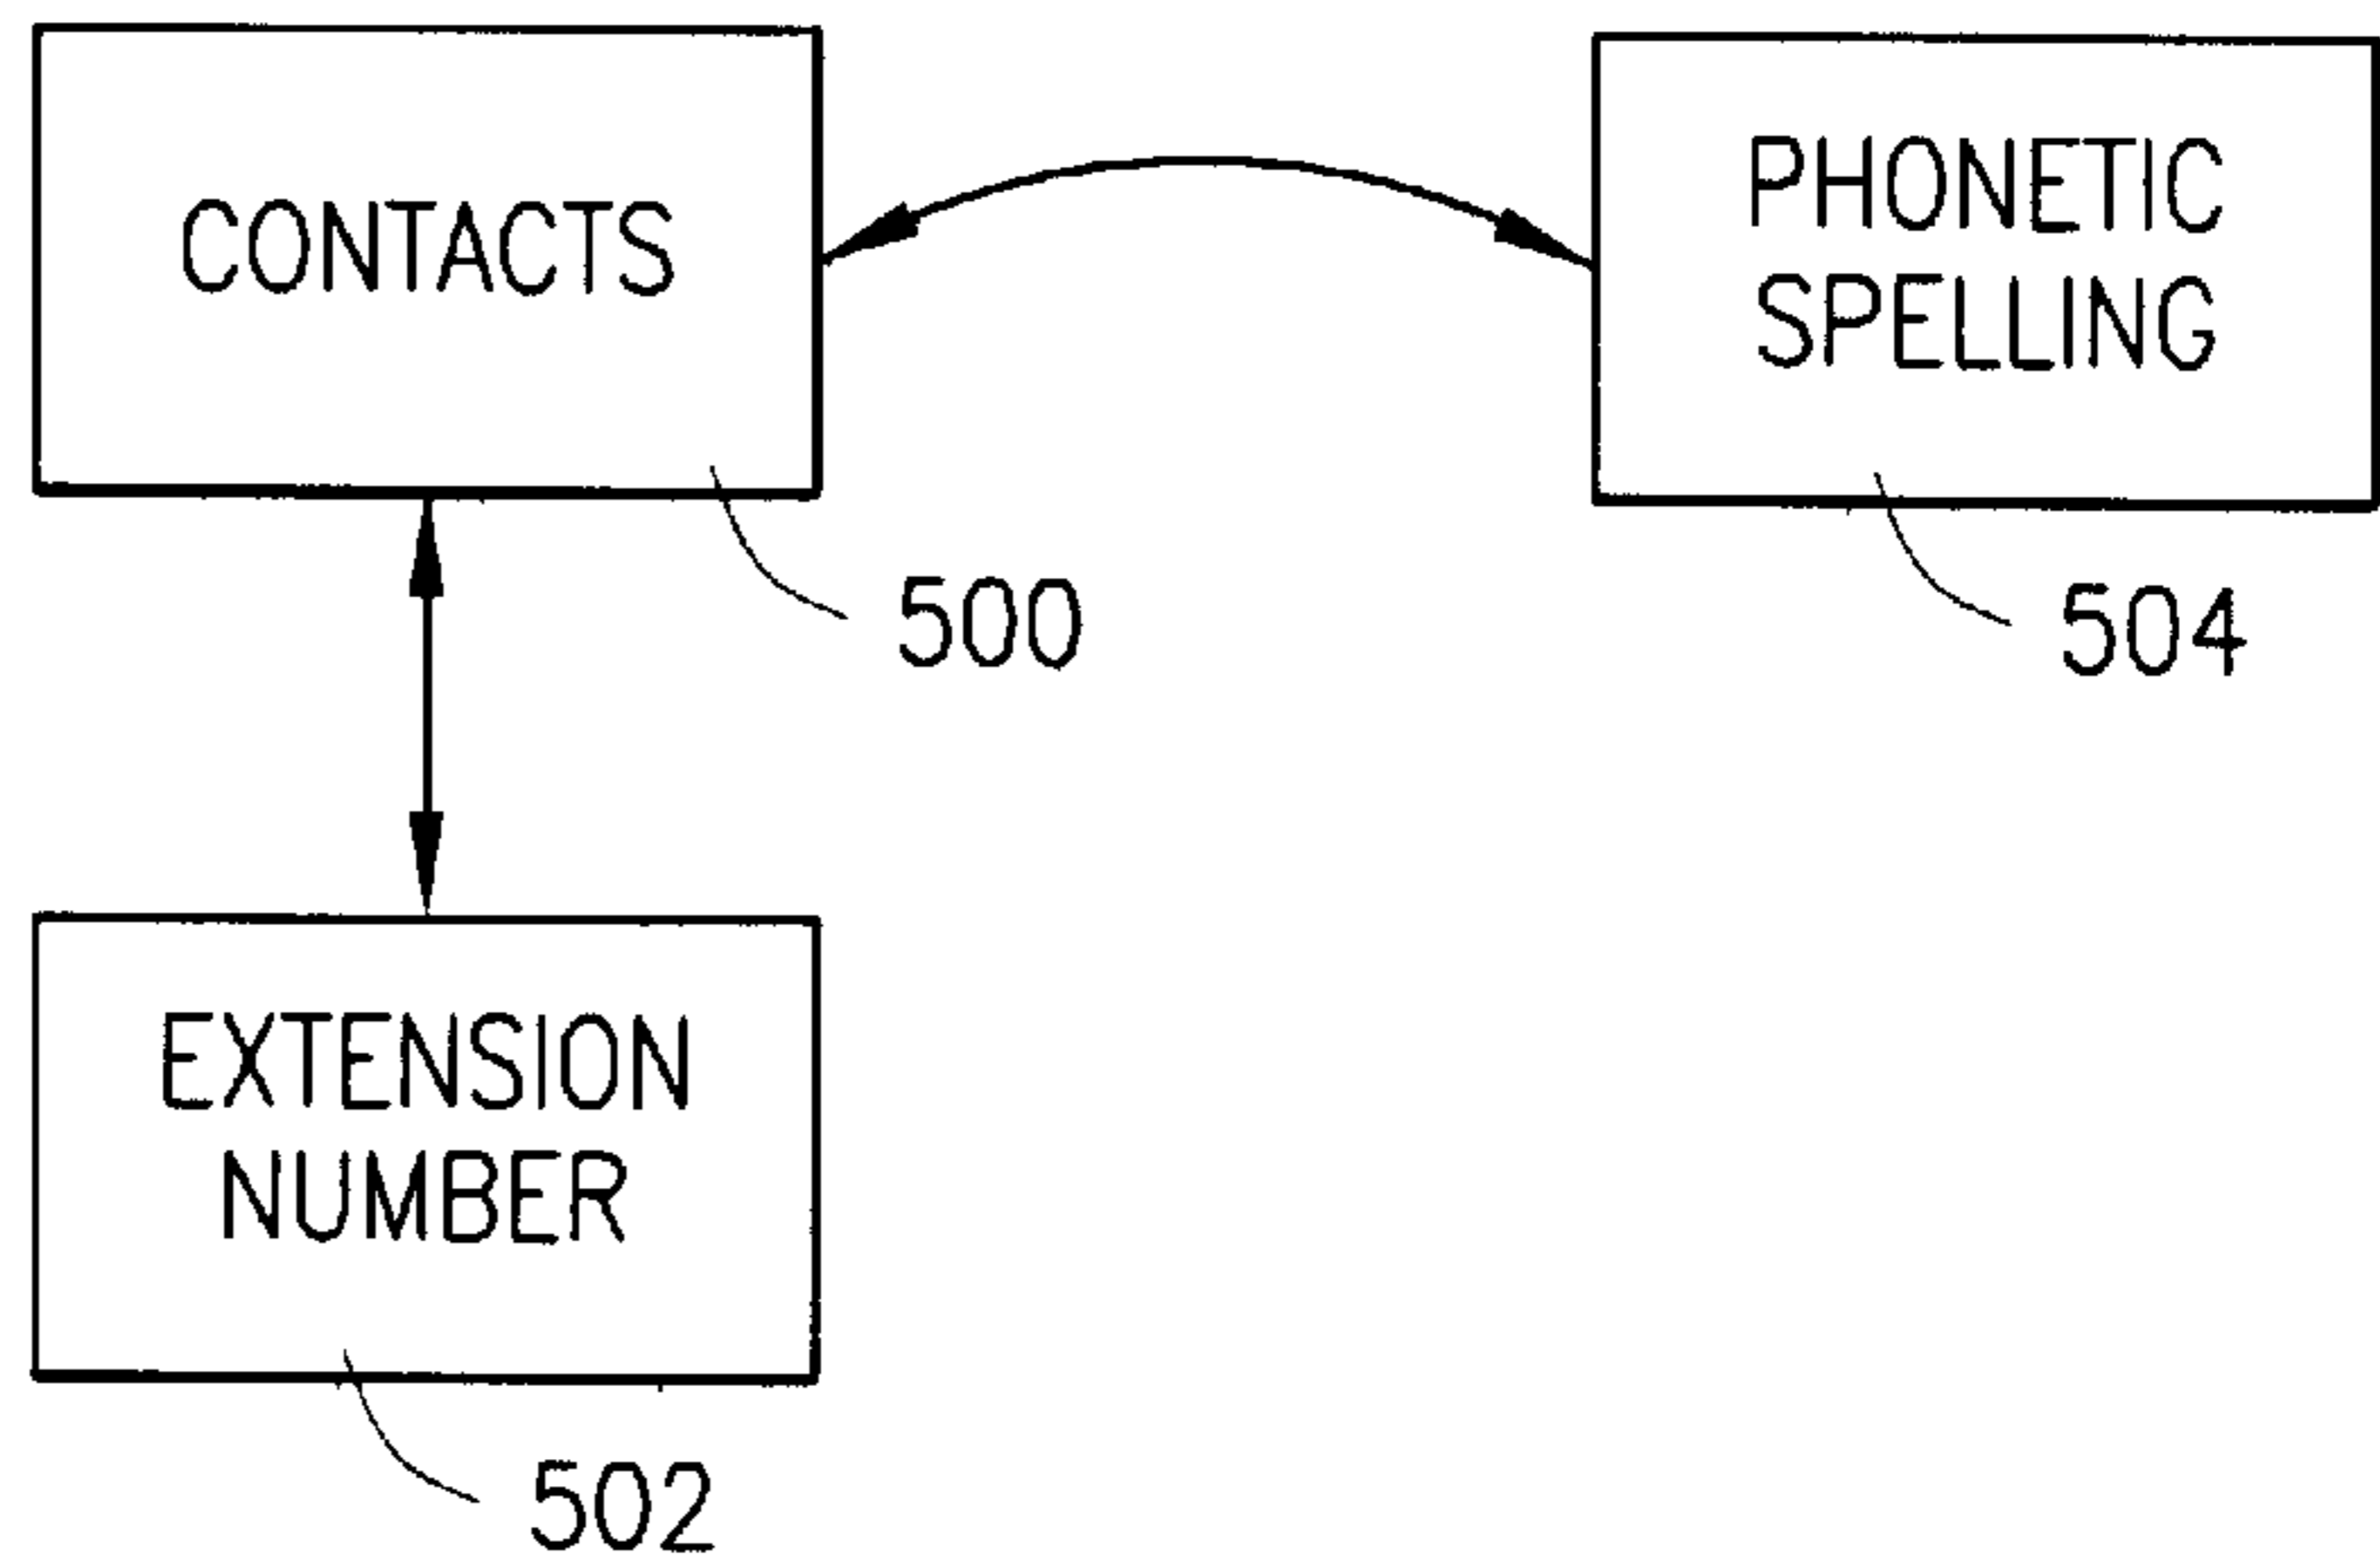 CONTACTS
PHONETIC
SPELLING
500
504
EXTENSION
NUMBER
502